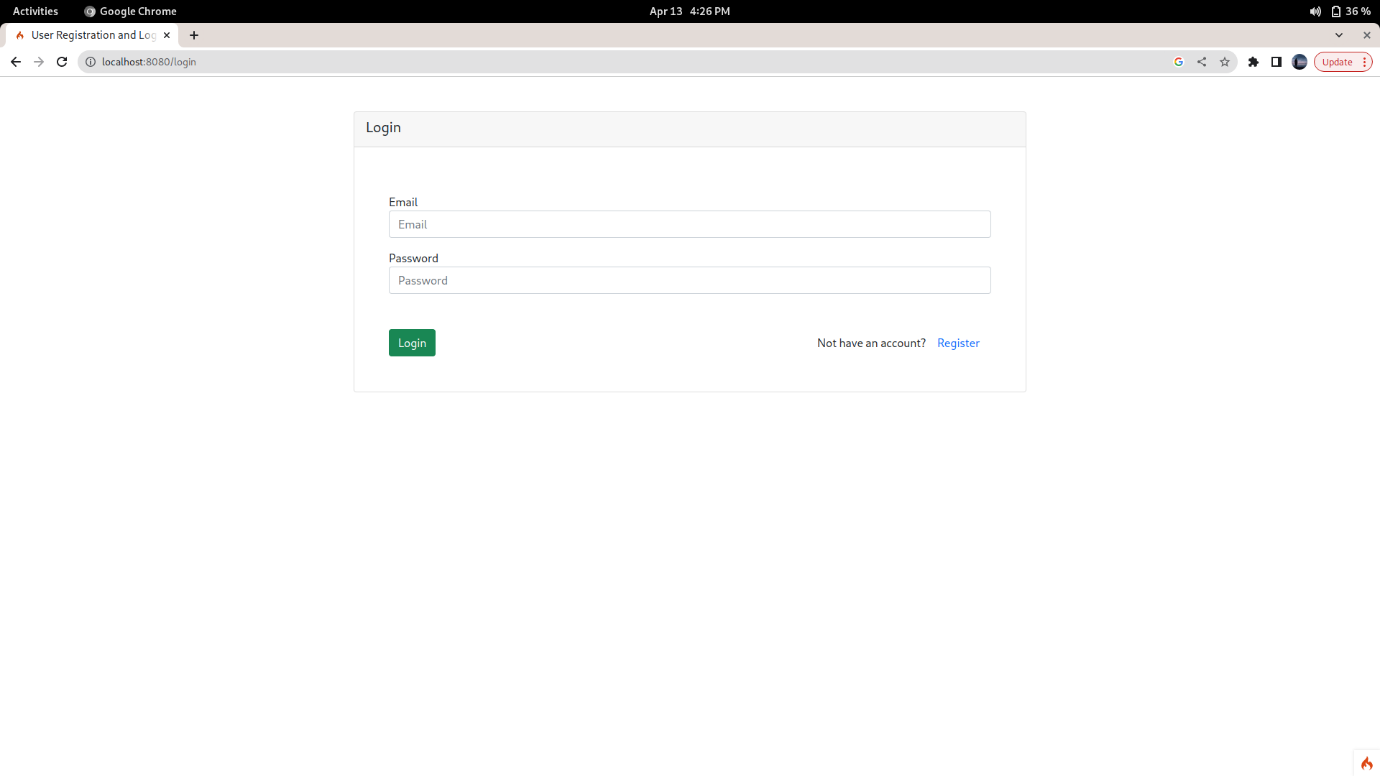 Activities Google Chrome Apr 13 4:26 PM 36 %
User Registration and Log
localhost:8080/login Update
Login
Email
Email
Password
Password
Login Not have an account? Register